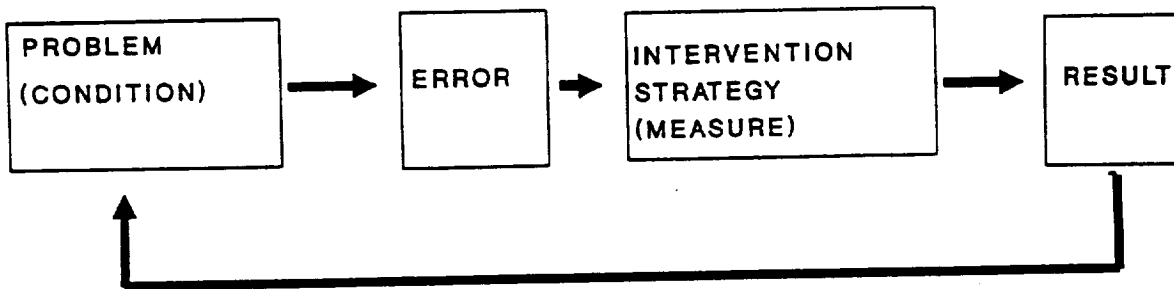 PROBLEM
(CONDITION)
ERROR
INTERVENTION
STRATEGY
(MEASURE)
RESULT